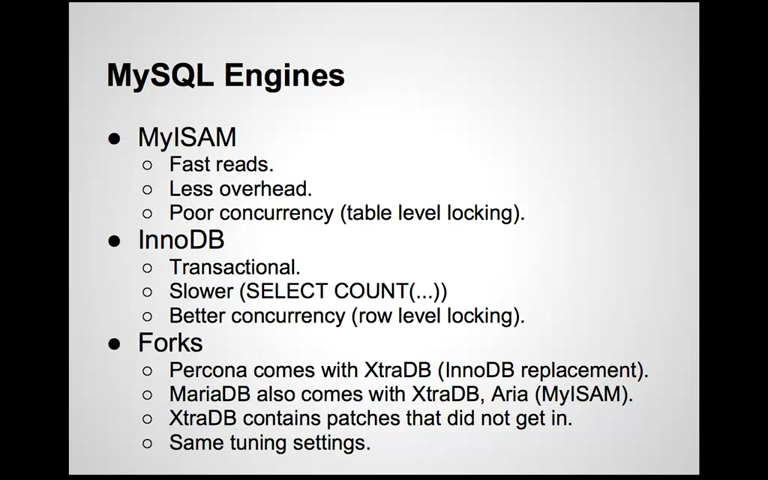 MySQL Engines
● MyISAM
○ Fast reads.
○ Less overhead.
○ Poor concurrency (table level locking).
● InnoDB
○ Transactional.
○ Slower (SELECT COUNT(...))
○ Better concurrency (row level locking).
● Forks
○ Percona comes with XtraDB (InnoDB replacement).
○ MariaDB also comes with XtraDB, Aria (MyISAM).
○ XtraDB contains patches that did not get in.
○ Same tuning settings.